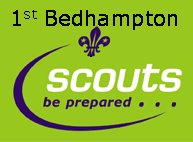 1st Bedhampton
scouts
be prepared . . .